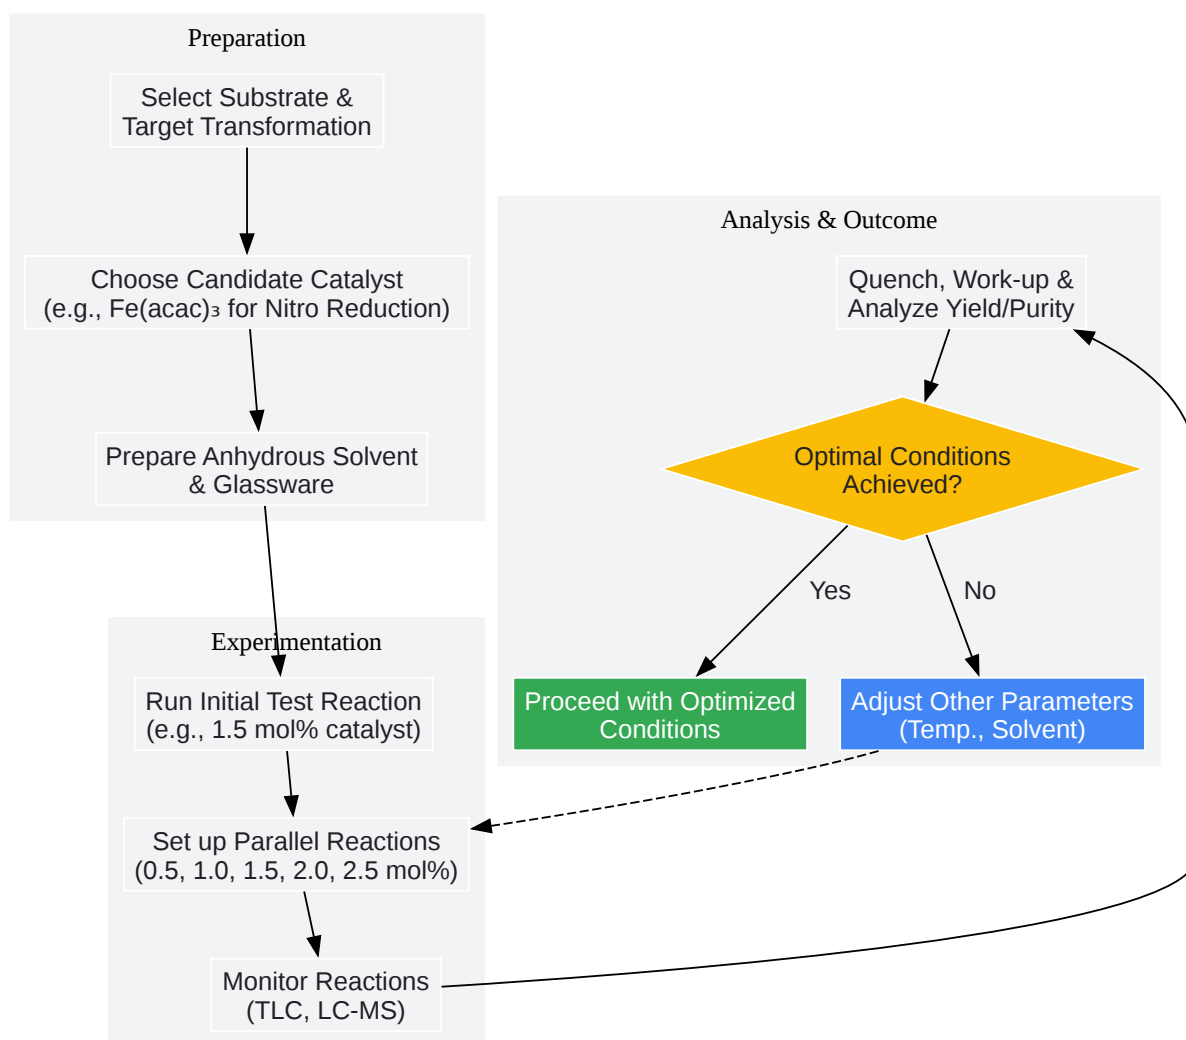 Preparation
Select Substrate &
Target Transformation
Choose Candidate Catalyst
(e.g., Fe(acac)₃ for Nitro Reduction)
Prepare Anhydrous Solvent
& Glassware
Experimentation
Run Initial Test Reaction
(e.g., 1.5 mol% catalyst)
Set up Parallel Reactions
(0.5, 1.0, 1.5, 2.0, 2.5 mol%)
Monitor Reactions
(TLC, LC-MS)
Analysis & Outcome
Quench, Work-up &
Analyze Yield/Purity
Optimal Conditions
Achieved?
Yes
No
Proceed with Optimized
Conditions
Adjust Other Parameters
(Temp., Solvent)